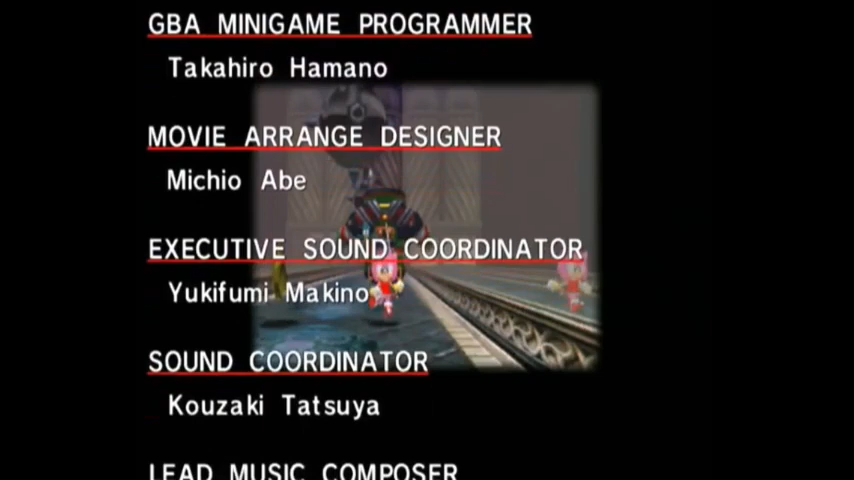 GBA MINIGAME PROGRAMMER
Takahiro Hamano
MOVIE ARRANGE DESIGNER
Michio Abe
EXECUTIVE SOUND COORDINATOR
Yukifumi Makino
SOUND COORDINATOR
Kouzaki Tatsuya
LEAD MUSIC COMPOSER